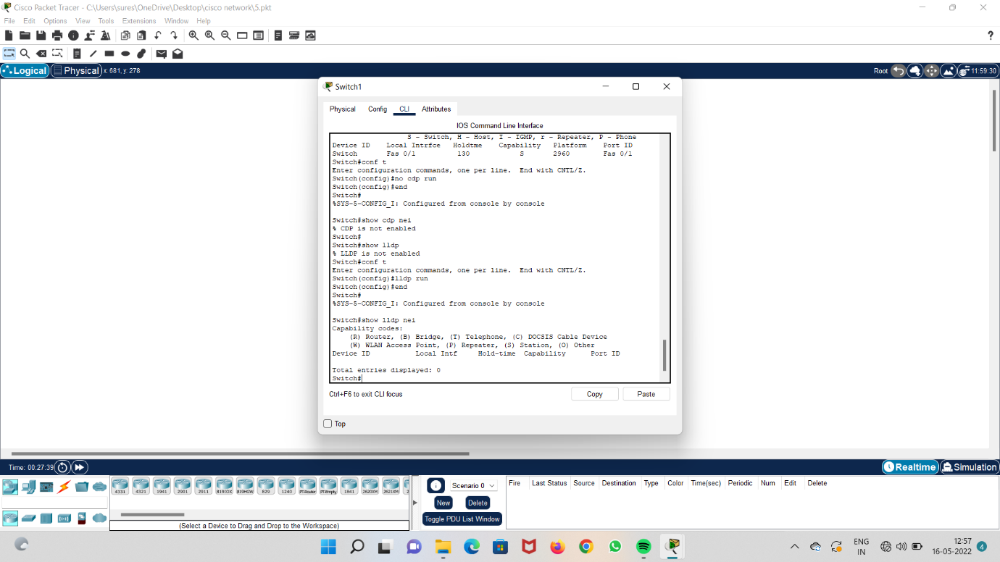 Cisco Packet Tracer - C:\Users\sures\OneDrive\Desktop\cisco network\5.pkt
File Edit Options View Tools Extensions Window Help
?
Logical Physical x: 681, y: 278 Root 11:59:30
Switch1
Physical Config CLI Attributes
IOS Command Line Interface
S - Switch, H - Host, I - IGMP, r - Repeater, P - Phone
Device ID Local Intrfce Holdtme Capability Platform Port ID
Switch Fas 0/1 130 S 2960 Fas 0/1
Switch#conf t
Enter configuration commands, one per line. End with CNTL/Z.
Switch(config)#no cdp run
Switch(config)#end
Switch#
%SYS-5-CONFIG_I: Configured from console by console
Switch#show cdp nei
% CDP is not enabled
Switch#
Switch#show lldp
% LLDP is not enabled
Switch#conf t
Enter configuration commands, one per line. End with CNTL/Z.
Switch(config)#lldp run
Switch(config)#end
Switch#
%SYS-5-CONFIG_I: Configured from console by console
Switch#show lldp nei
Capability codes:
(R) Router, (B) Bridge, (T) Telephone, (C) DOCSIS Cable Device
(W) WLAN Access Point, (P) Repeater, (S) Station, (O) Other
Device ID Local Intf Hold-time Capability Port ID
Total entries displayed: 0
Switch#
Ctrl+F6 to exit CLI focus Copy Paste
Top
Time: 00:27:39 Realtime Simulation
4331 4321 1941 2901 2911 819IOX 819HGW 829 1240 PT-Router PT-Empty 1841 2620XM 2621XM 2
(Select a Device to Drag and Drop to the Workspace)
Scenario 0
New Delete
Toggle PDU List Window
Fire Last Status Source Destination Type Color Time(sec) Periodic Num Edit Delete
ENG
IN
12:57
16-05-2022
4